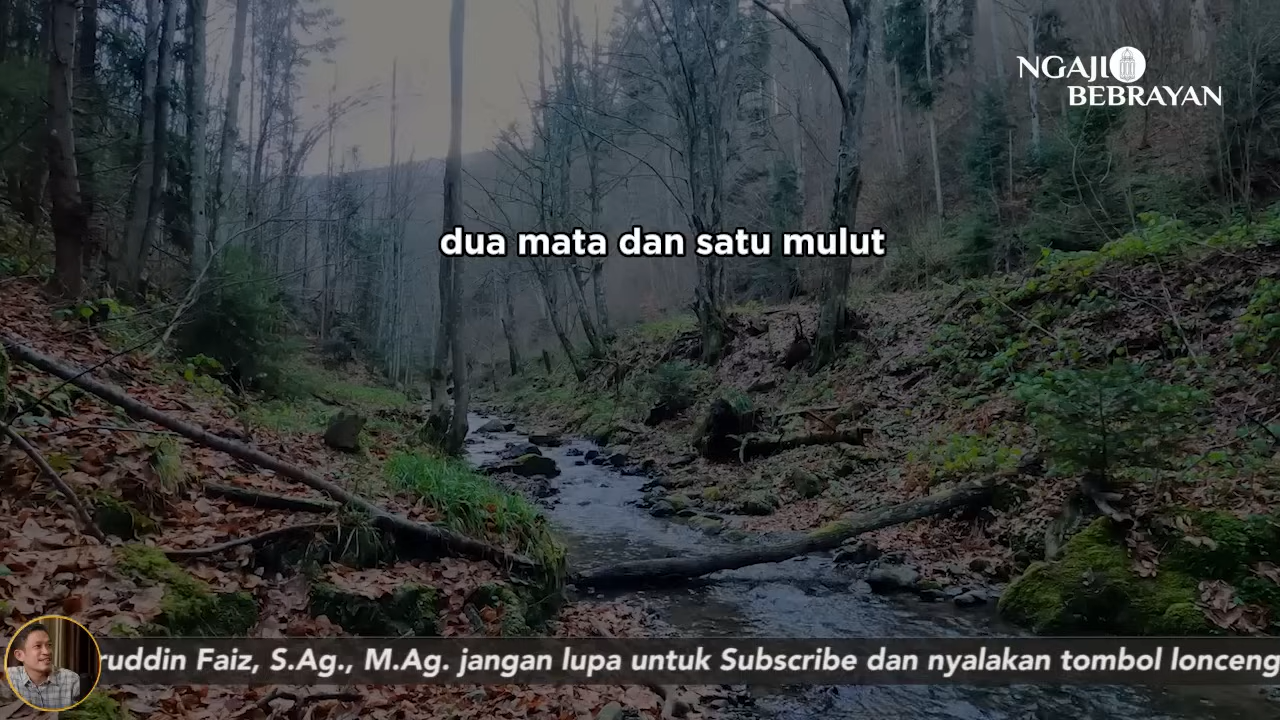 NGAJI
BEBRAYAN
dua mata dan satu mulut
ruddin Faiz, S.Ag., M.Ag. jangan lupa untuk Subscribe dan nyalakan tombol lonceng